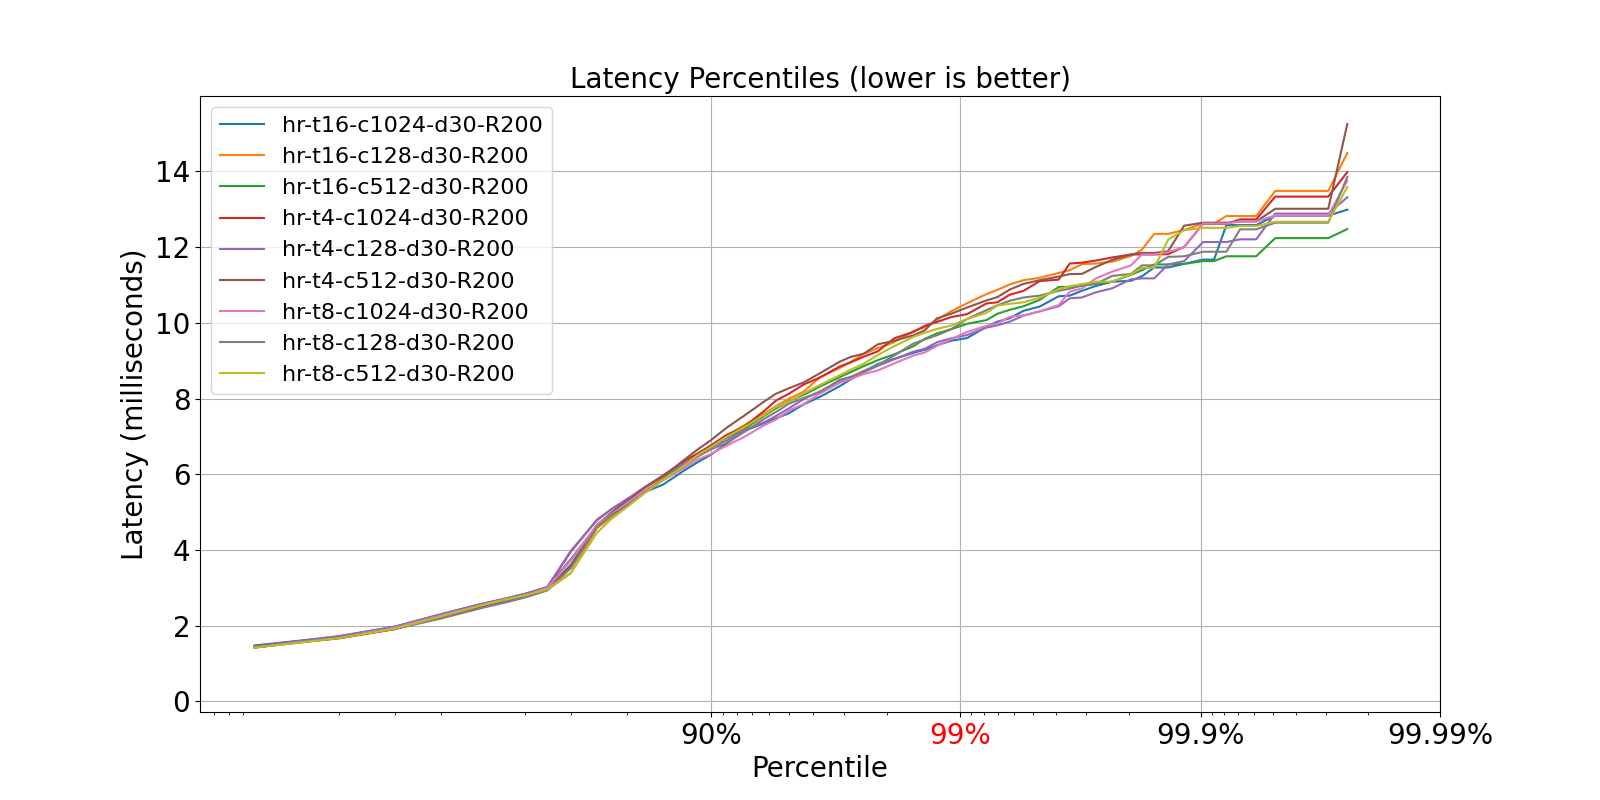 Latency Percentiles (lower is better)
hr-t16-c1024-d30-R200
hr-t16-c128-d30-R200
hr-t16-c512-d30-R200
hr-t4-c1024-d30-R200
hr-t4-c128-d30-R200
hr-t4-c512-d30-R200
hr-t8-c1024-d30-R200
hr-t8-c128-d30-R200
hr-t8-c512-d30-R200
Latency (milliseconds)
14
12
10
8
6
4
2
0
90% 99% 99.9% 99.99%
Percentile